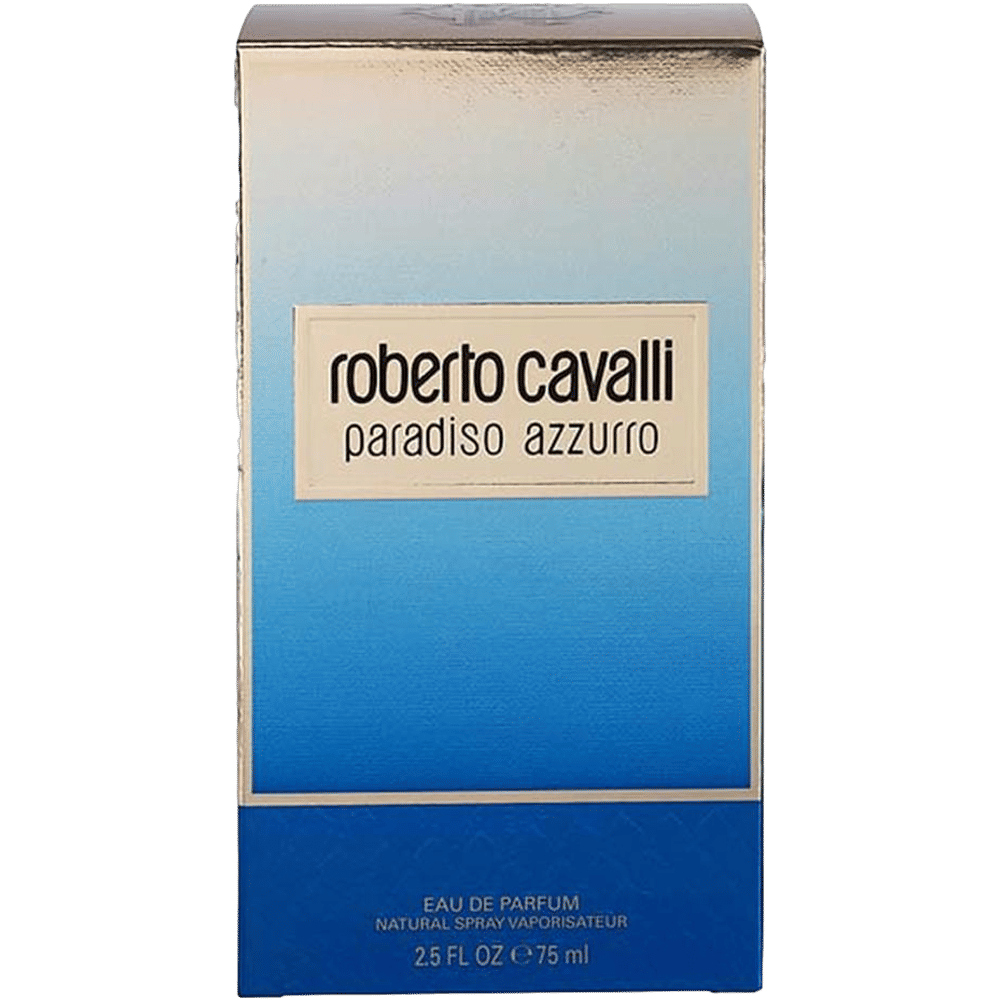 roberto cavalli
paradiso azzurro
EAU DE PARFUM
NATURAL SPRAY VAPORISATEUR
2.5 FL OZ ℮ 75 ml